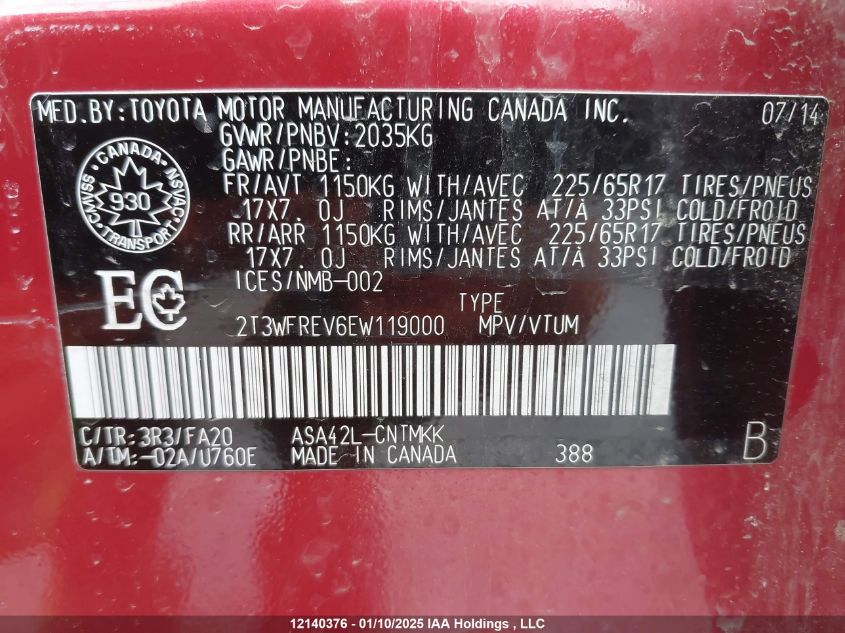 MFD.BY:TOYOTA MOTOR MANUFACTURING CANADA INC. 07/14
GVWR/PNBV:2035KG
GAWR/PNBE:
FR/AVT 1150KG WITH/AVEC 225/65R17 TIRES/PNEUS
17X7.0J RIMS/JANTES AT/À 33PSI COLD/FROID
RR/ARR 1150KG WITH/AVEC 225/65R17 TIRES/PNEUS
17X7.0J RIMS/JANTES AT/À 33PSI COLD/FROID
CANADA
CMVSS
930
NSVAC
TRANSPORT
ICES/NMB-002
EC
TYPE
2T3WFREV6EW119000 MPV/VTUM
C/TR:3R3/FA20 ASA42L-CNTMKK
A/TM:-02A/U760E MADE IN CANADA 388 B
12140376 - 01/10/2025 IAA Holdings , LLC